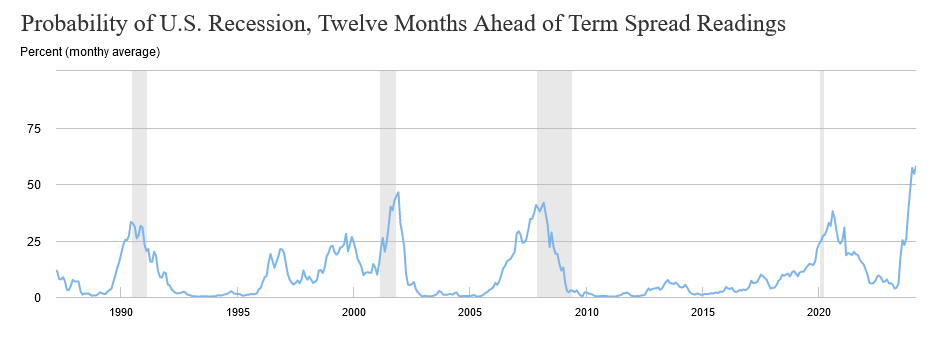 Probability of U.S. Recession, Twelve Months Ahead of Term Spread Readings
Percent (monthy average)
75
50
25
0
1990 1995 2000 2005 2010 2015 2020